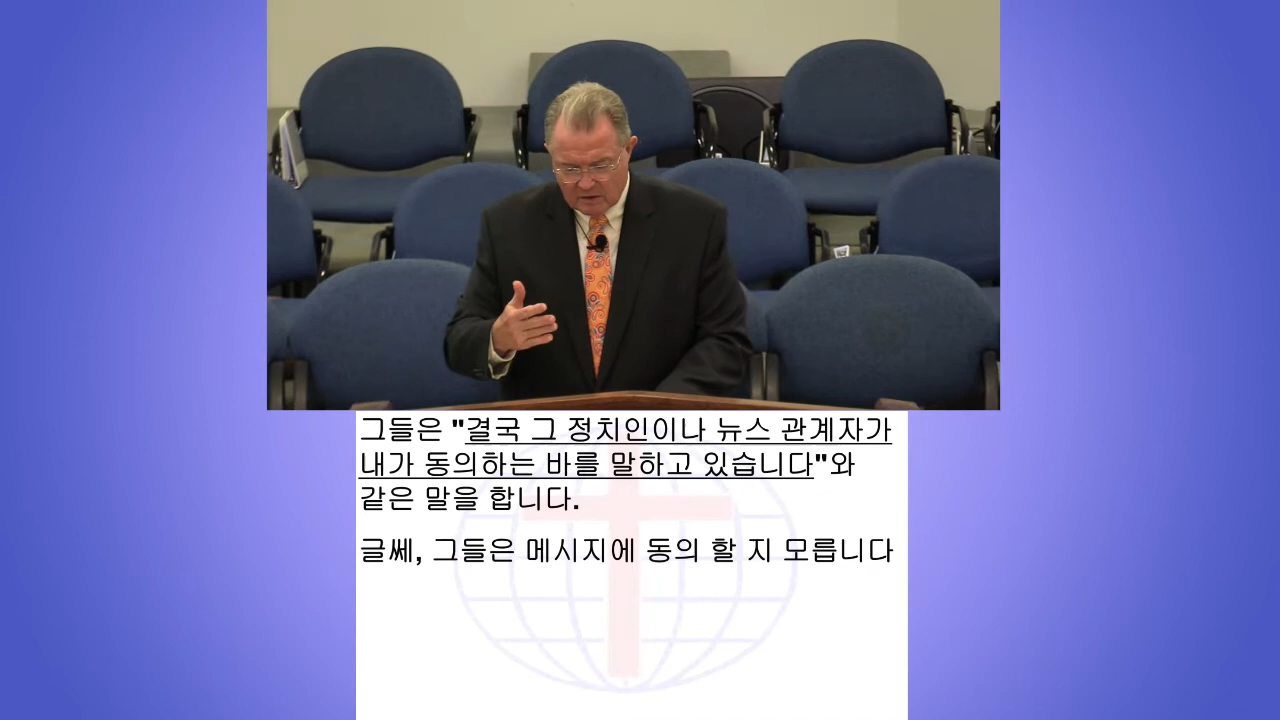 그들은 "결국 그 정치인이나 뉴스 관계자가
내가 동의하는 바를 말하고 있습니다"와
같은 말을 합니다.
글쎄, 그들은 메시지에 동의 할 지 모릅니다